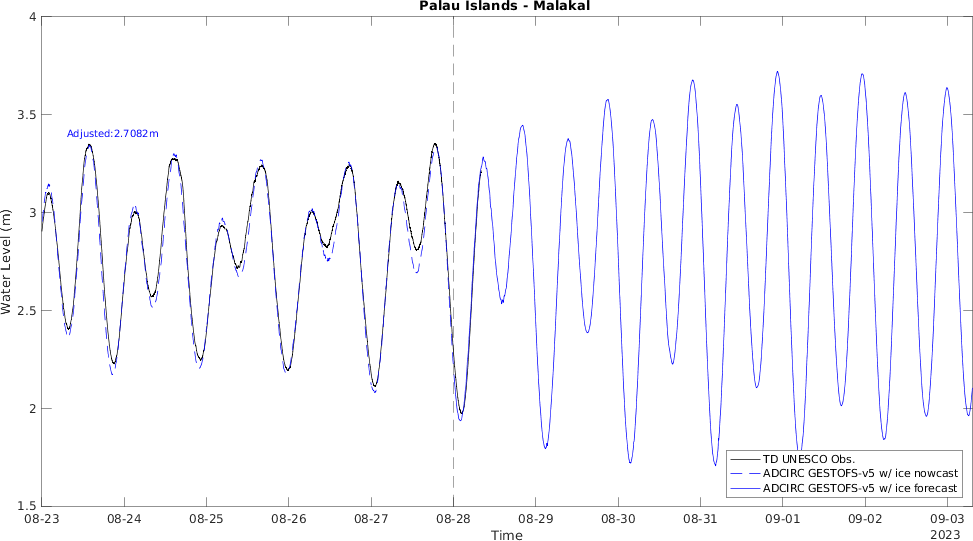 Palau Islands - Malakal
4
3.5
3
2.5
2
1.5
Water Level (m)
Adjusted:2.7082m
TD UNESCO Obs.
ADCIRC GESTOFS-v5 w/ ice nowcast
ADCIRC GESTOFS-v5 w/ ice forecast
08-23 08-24 08-25 08-26 08-27 08-28 08-29 08-30 08-31 09-01 09-02 09-03
2023
Time